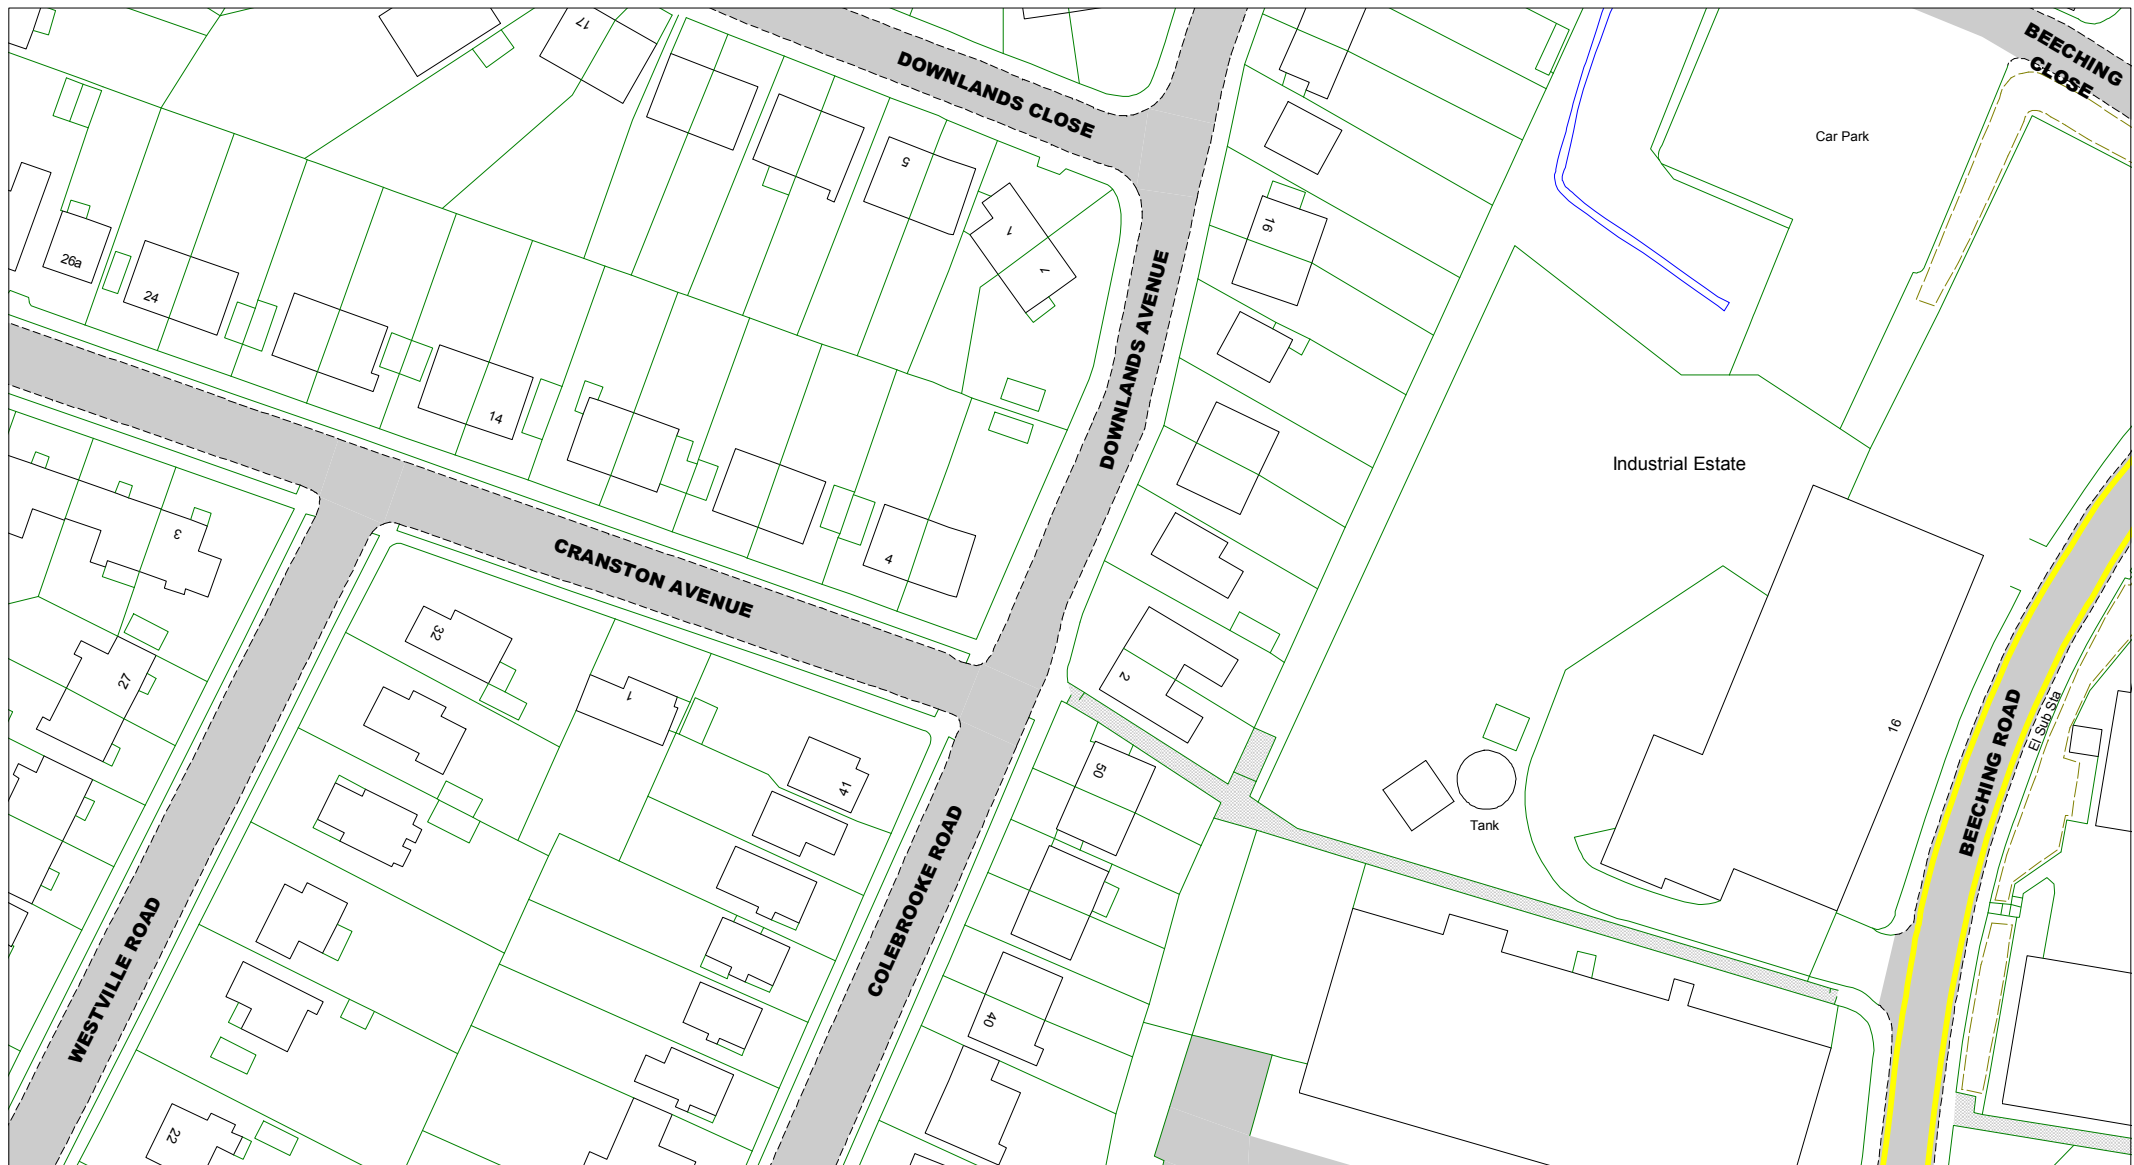 17
DOWNLANDS CLOSE
BEECHING
CLOSE
Car Park
5
1
1
16
26a
24
DOWNLANDS AVENUE
14
Industrial Estate
3
4
CRANSTON AVENUE
32
27
1
2
50
41
Tank
16
El Sub Sta
BEECHING ROAD
COLEBROOKE ROAD
WESTVILLE ROAD
40
22